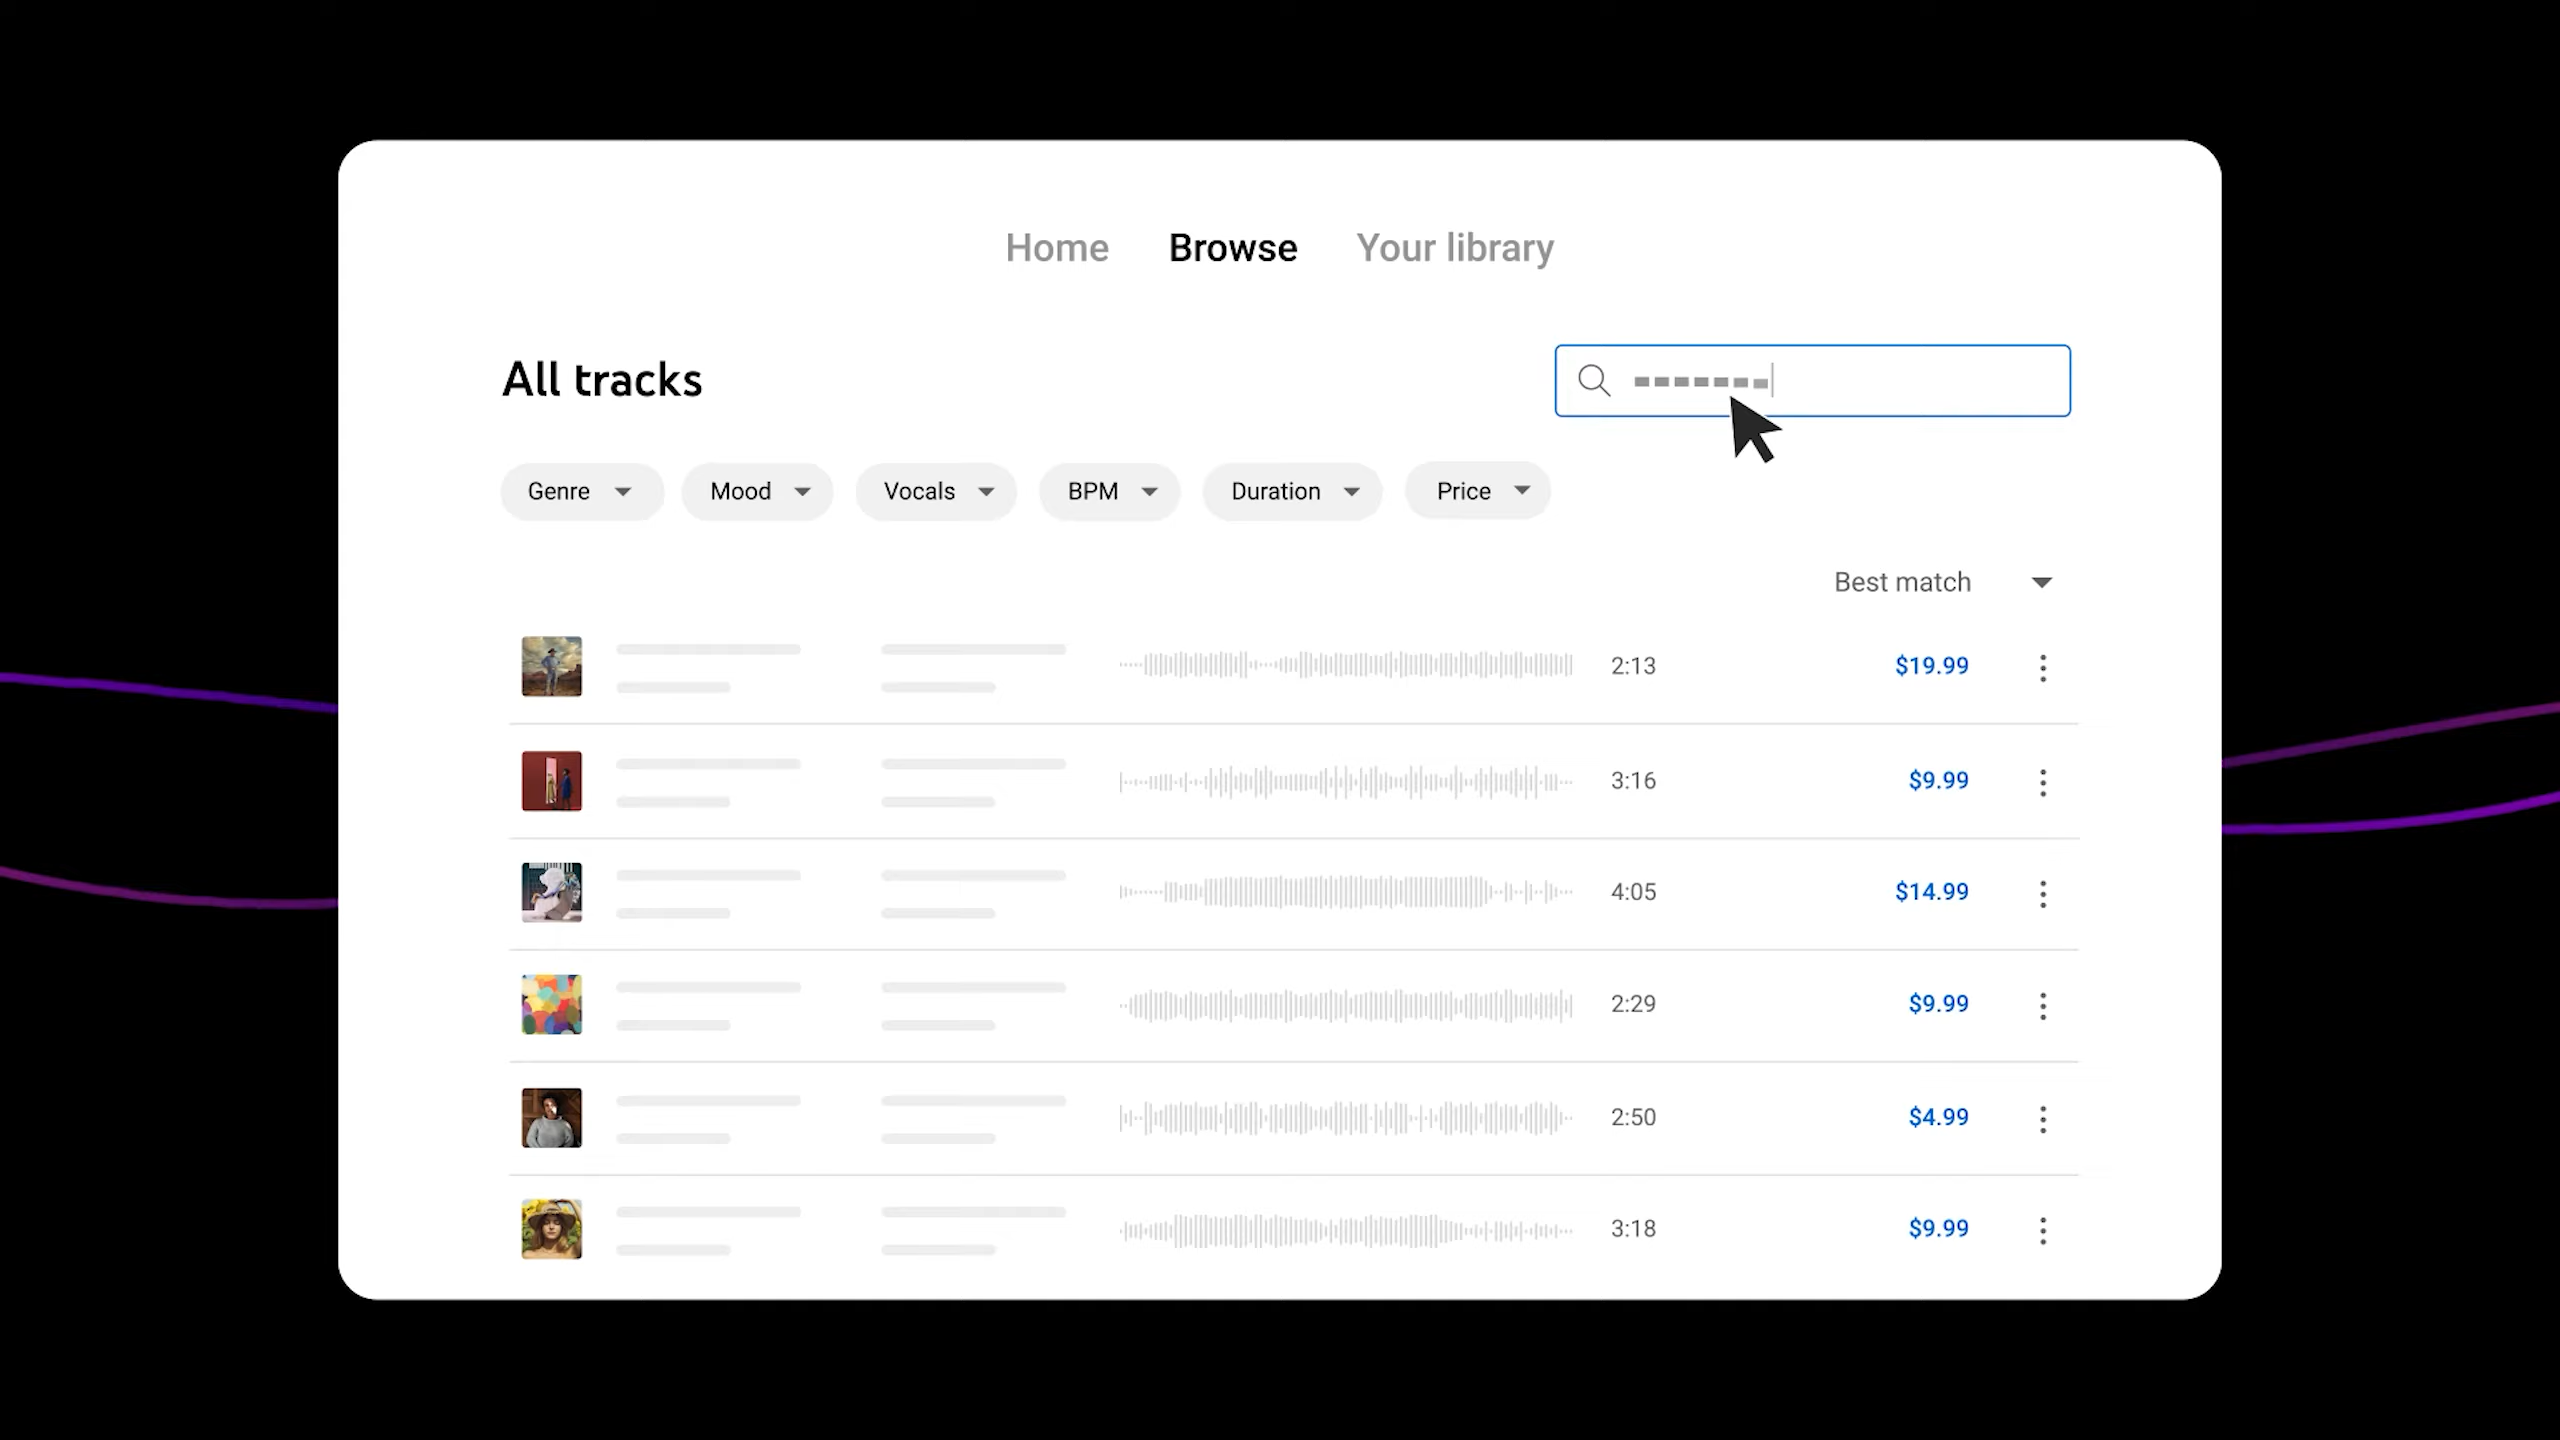 Home Browse Your library
All tracks
Genre Mood Vocals BPM Duration Price
Best match
2:13 $19.99
3:16 $9.99
4:05 $14.99
2:29 $9.99
2:50 $4.99
3:18 $9.99